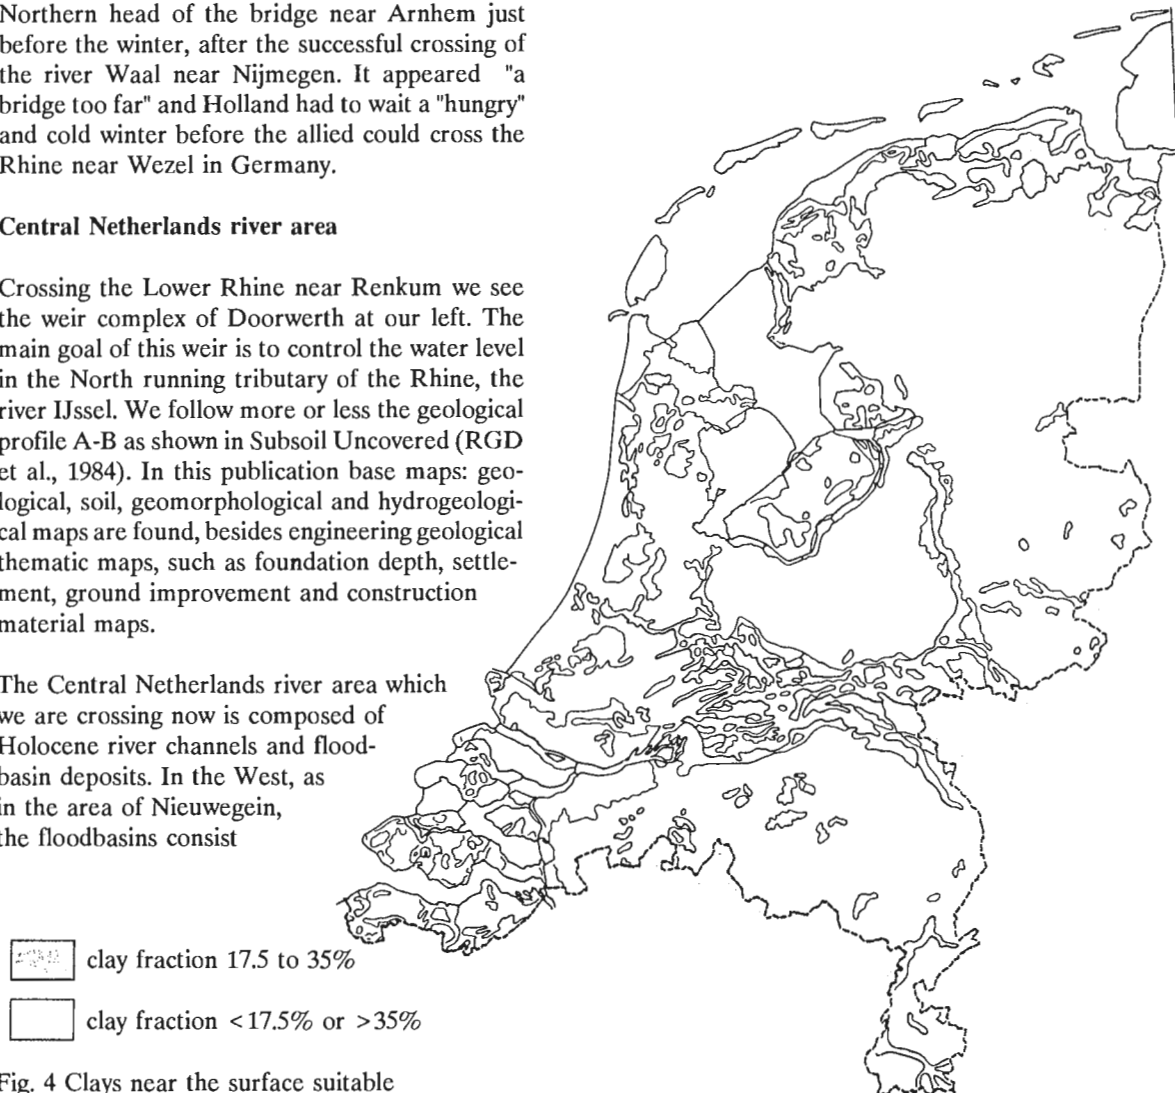 Northern head of the bridge near Arnhem just
before the winter, after the successful crossing of
the river Waal near Nijmegen. It appeared "a
bridge too far" and Holland had to wait a "hungry"
and cold winter before the allied could cross the
Rhine near Wezel in Germany.
Central Netherlands river area
Crossing the Lower Rhine near Renkum we see
the weir complex of Doorwerth at our left. The
main goal of this weir is to control the water level
in the North running tributary of the Rhine, the
river IJssel. We follow more or less the geological
profile A-B as shown in Subsoil Uncovered (RGD
et al., 1984). In this publication base maps: geo-
logical, soil, geomorphological and hydrogeologi-
cal maps are found, besides engineering geological
thematic maps, such as foundation depth, settle-
ment, ground improvement and construction
material maps.
The Central Netherlands river area which
we are crossing now is composed of
Holocene river channels and flood-
basin deposits. In the West, as
in the area of Nieuwegein,
the floodbasins consist
clay fraction 17.5 to 35%
clay fraction <17.5% or >35%
Fig. 4 Clays near the surface suitable